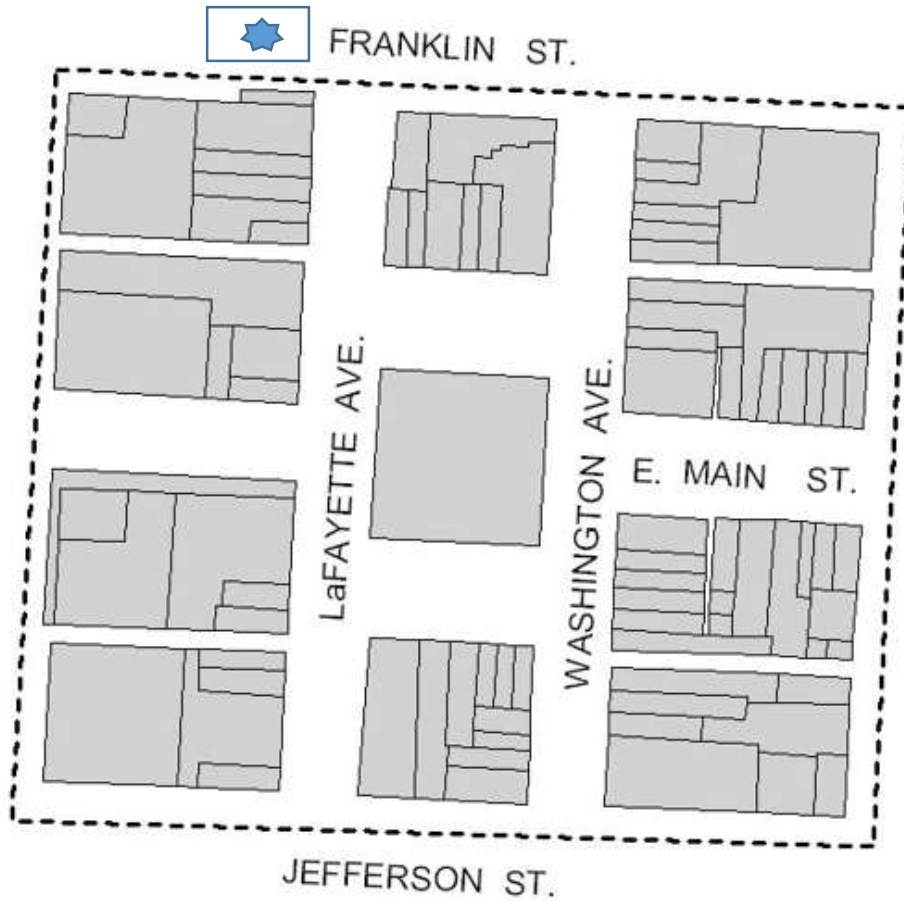 FRANKLIN ST.
LaFAYETTE AVE.
WASHINGTON AVE.
E. MAIN ST.
JEFFERSON ST.